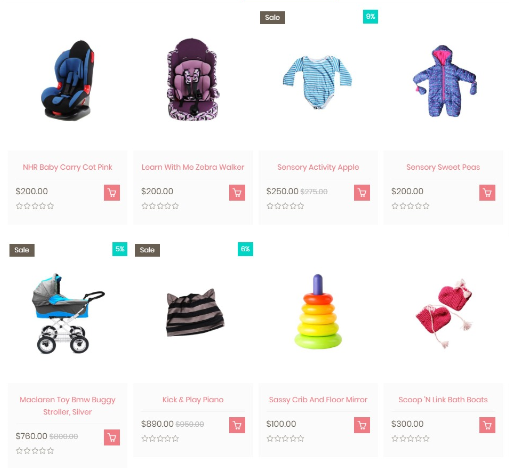 Sale
9%
NHR Baby Carry Cot Pink
Learn With Me Zebra Walker
Sensory Activity Apple
Sensory Sweet Peas
$200.00
$200.00
$250.00 $275.00
$200.00
Sale
5%
Sale
6%
Maclaren Toy Bmw Buggy
Stroller, Sliver
Kick & Play Piano
Sassy Crib And Floor Mirror
Scoop 'N Link Bath Boats
$760.00 $800.00
$890.00 $950.00
$100.00
$300.00